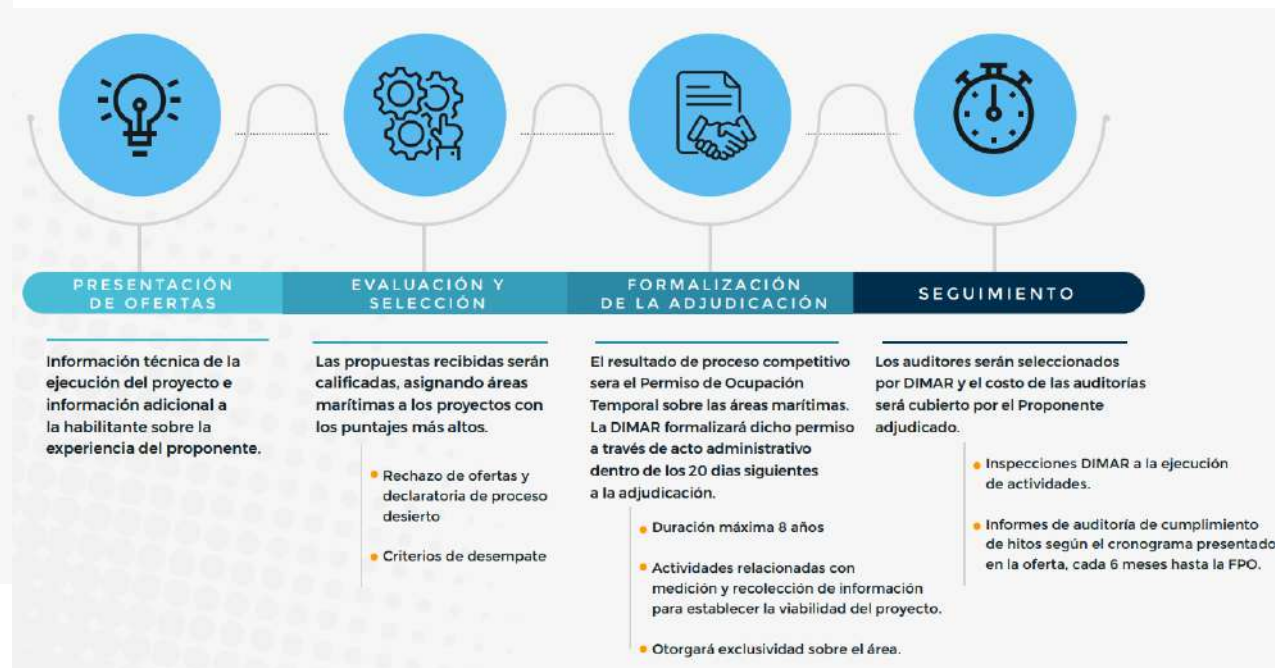 PRESENTACIÓN
DE OFERTAS
Información técnica de la
ejecución del proyecto e
información adicional a
la habilitante sobre la
experiencia del proponente.
EVALUACIÓN Y
SELECCIÓN
Las propuestas recibidas serán
calificadas, asignando áreas
marítimas a los proyectos con
los puntajes más altos.
Rechazo de ofertas y
declaratoria de proceso
desierto
Criterios de desempate
FORMALIZACIÓN
DE LA ADJUDICACIÓN
El resultado de proceso competitivo
sera el Permiso de Ocupación
Temporal sobre las áreas marítimas.
La DIMAR formalizará dicho permiso
a través de acto administrativo
dentro de los 20 dias siguientes
a la adjudicación.
Duración máxima 8 años
Actividades relacionadas con
medición y recolección de información
para establecer la viabilidad del proyecto.
Otorgará exclusividad sobre el área.
SEGUIMIENTO
Los auditores serán seleccionados
por DIMAR y el costo de las auditorías
será cubierto por el Proponente
adjudicado.
Inspecciones DIMAR a la ejecución
de actividades.
Informes de auditoría de cumplimiento
de hitos según el cronograma presentado
en la oferta, cada 6 meses hasta la FPO.